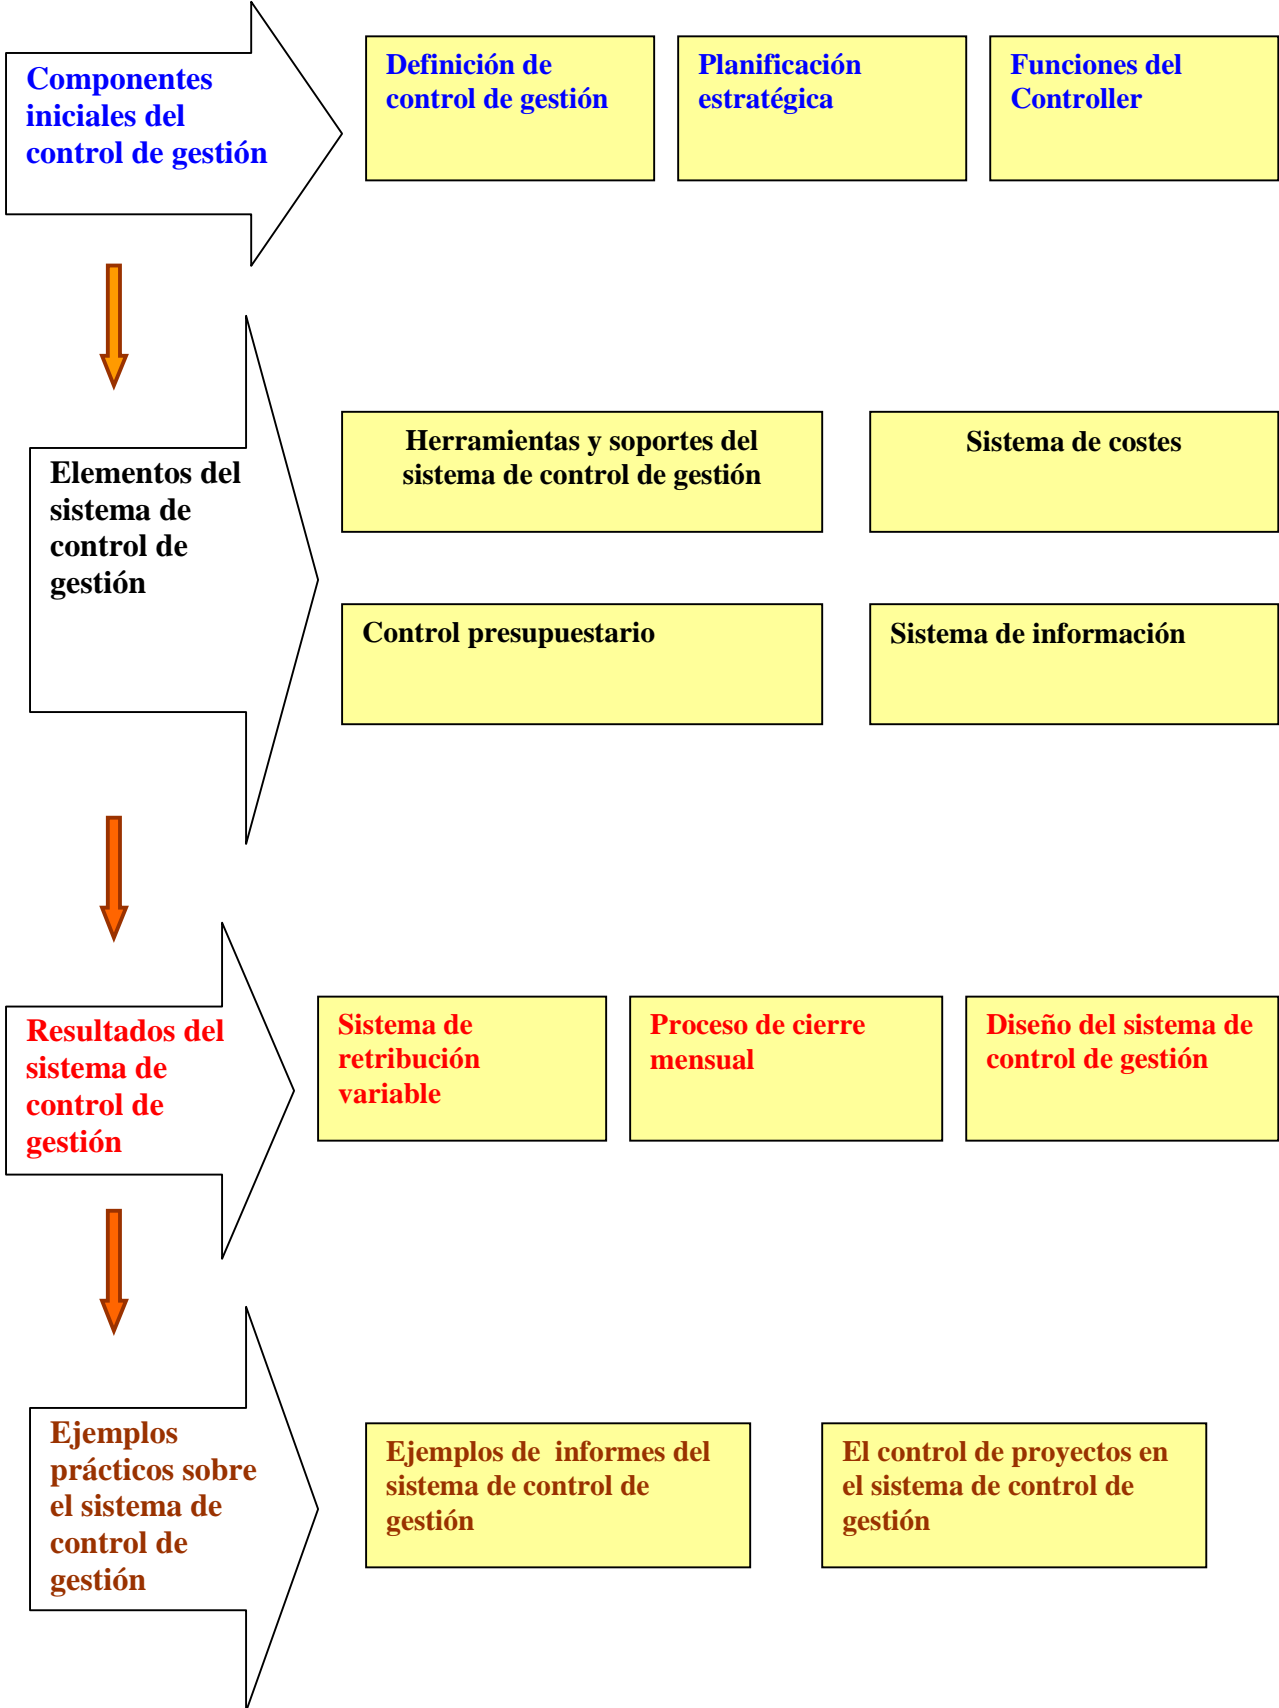 Componentes
iniciales del
control de gestión
Definición de
control de gestión
Planificación
estratégica
Funciones del
Controller
Elementos del
sistema de
control de
gestión
Herramientas y soportes del
sistema de control de gestión
Sistema de costes
Control presupuestario
Sistema de información
Resultados del
sistema de
control de
gestión
Sistema de
retribución
variable
Proceso de cierre
mensual
Diseño del sistema de
control de gestión
Ejemplos
prácticos sobre
el sistema de
control de
gestión
Ejemplos de  informes del
sistema de control de
gestión
El control de proyectos en
el sistema de control de
gestión